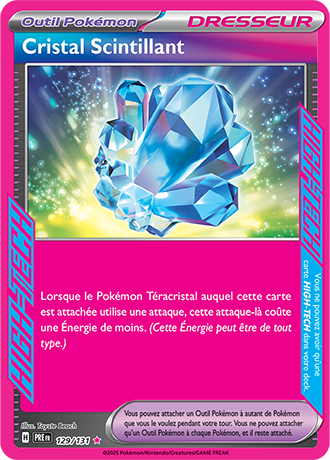 Outil Pokémon
DRESSEUR
Cristal Scintillant
HIGH-TECH
HIGH-TECH
Vous ne pouvez avoir qu'une
carte HIGH-TECH dans votre deck.
Lorsque le Pokémon Téracristal auquel cette carte
est attachée utilise une attaque, cette attaque-là coûte
une Énergie de moins. (Cette Énergie peut être de tout
type.)
Illus. Toyste Beach
H PRE FR 129/131
Vous pouvez attacher un Outil Pokémon à autant de Pokémon
que vous le voulez pendant votre tour. Vous ne pouvez attacher
qu'un Outil Pokémon à chaque Pokémon, et il reste attaché.
©2025 Pokémon/Nintendo/Creatures/GAME FREAK